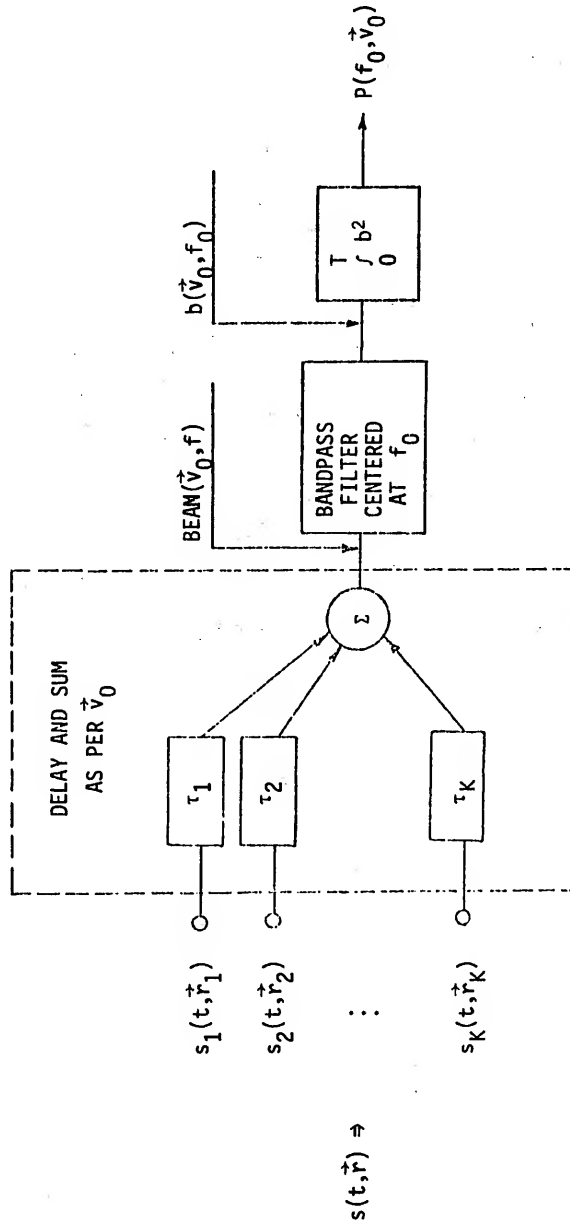 s(t,r⃗) ⇒
s₁(t,r⃗₁)
s₂(t,r⃗₂)
⋮
s_K(t,r⃗_K)
DELAY AND SUM
AS PER v⃗₀
τ₁
τ₂
τ_K
Σ
BEAM(v⃗₀,f)
BANDPASS
FILTER
CENTERED
AT f₀
b(v⃗₀,f₀)
T
∫ b²
0
P(f₀,v⃗₀)